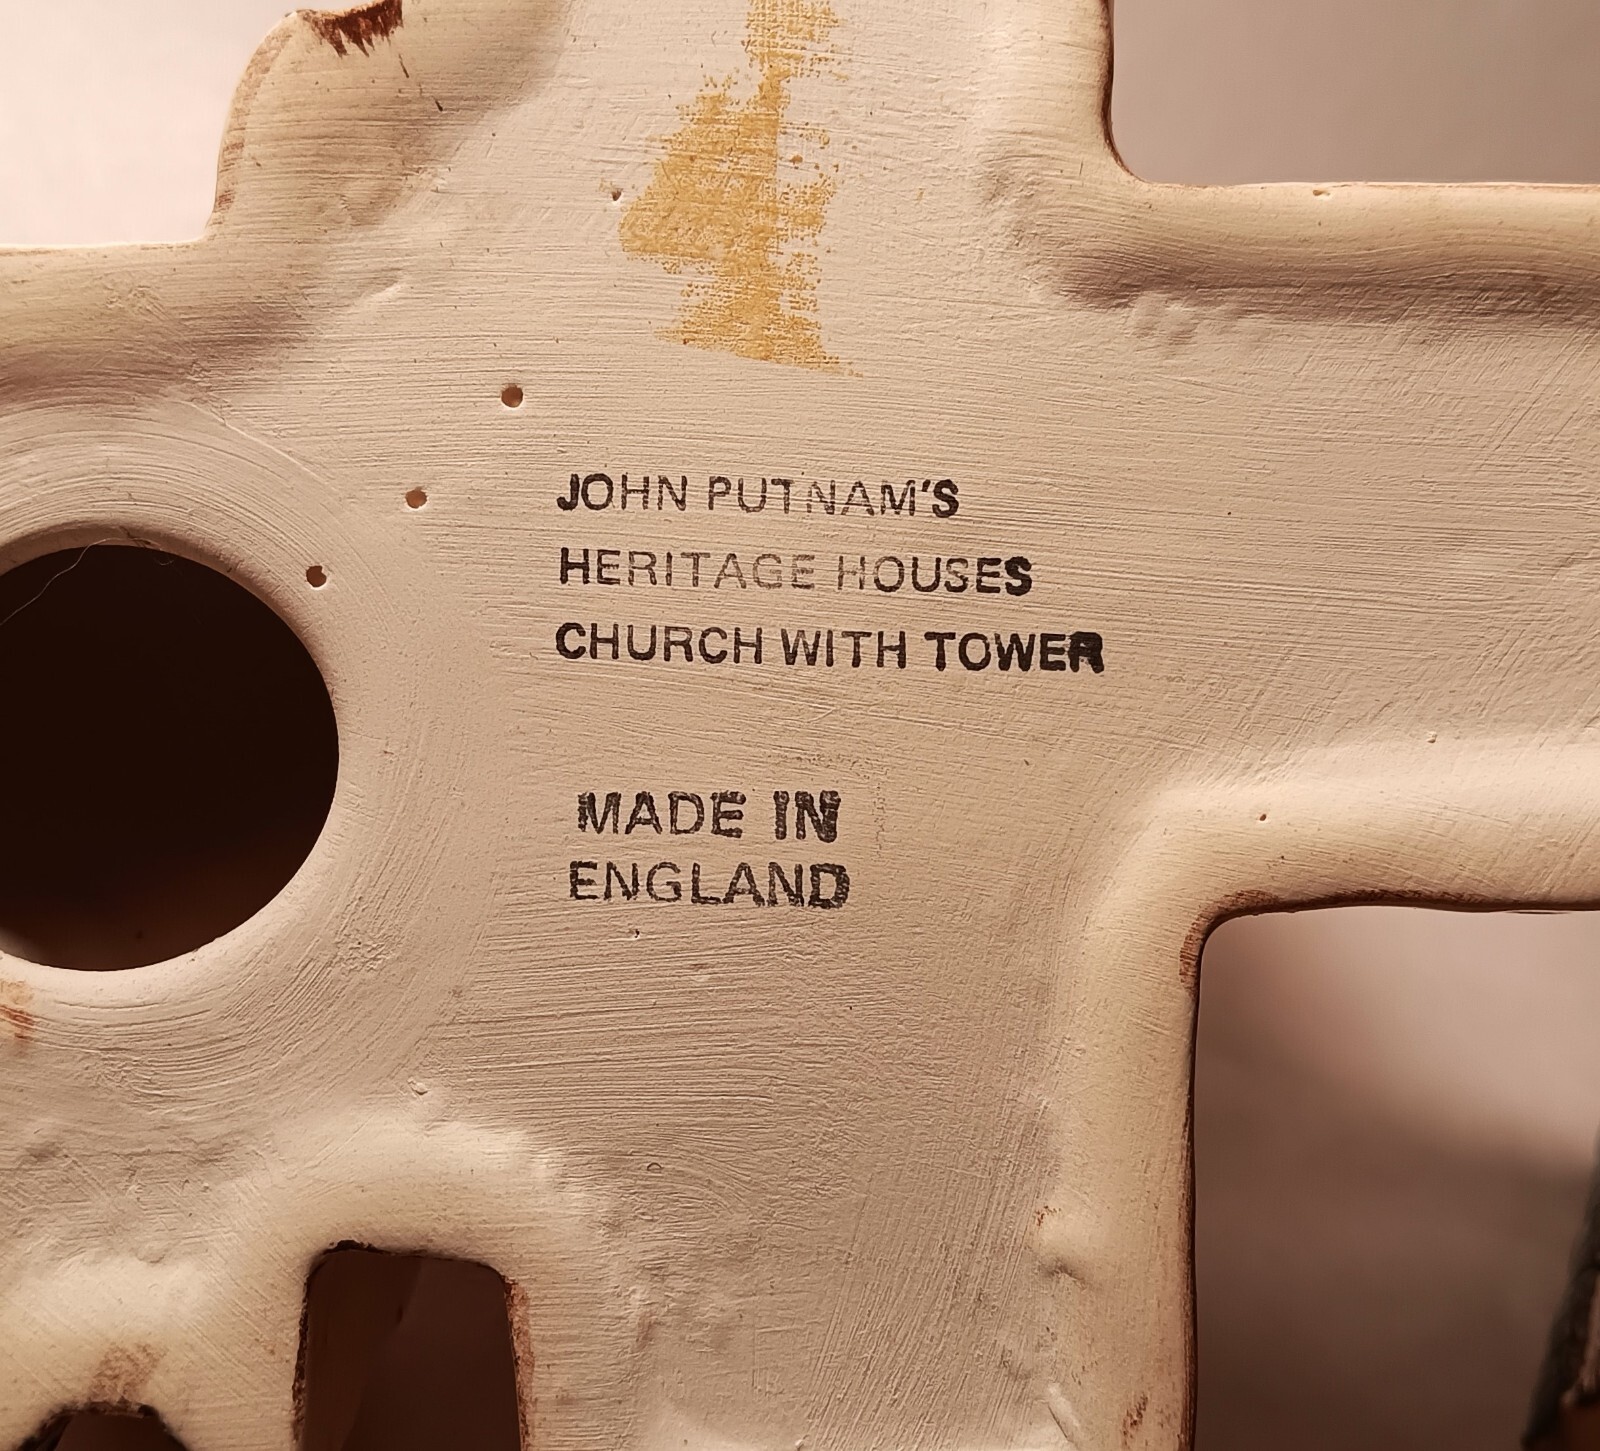 JOHN PUTNAM'S
HERITAGE HOUSES
CHURCH WITH TOWER
MADE IN
ENGLAND